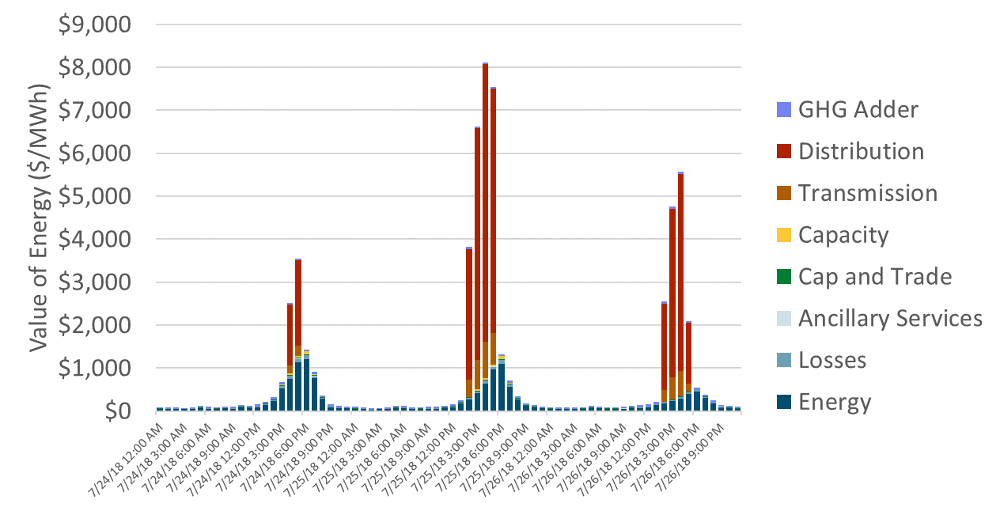 Value of Energy ($/MWh)
$9,000
$8,000
$7,000
$6,000
$5,000
$4,000
$3,000
$2,000
$1,000
$0
7/24/18 12:00 AM
7/24/18 3:00 AM
7/24/18 6:00 AM
7/24/18 9:00 AM
7/24/18 12:00 PM
7/24/18 3:00 PM
7/24/18 6:00 PM
7/24/18 9:00 PM
7/25/18 12:00 AM
7/25/18 3:00 AM
7/25/18 6:00 AM
7/25/18 9:00 AM
7/25/18 12:00 PM
7/25/18 3:00 PM
7/25/18 6:00 PM
7/25/18 9:00 PM
7/26/18 12:00 AM
7/26/18 3:00 AM
7/26/18 6:00 AM
7/26/18 9:00 AM
7/26/18 12:00 PM
7/26/18 3:00 PM
7/26/18 6:00 PM
7/26/18 9:00 PM
GHG Adder
Distribution
Transmission
Capacity
Cap and Trade
Ancillary Services
Losses
Energy